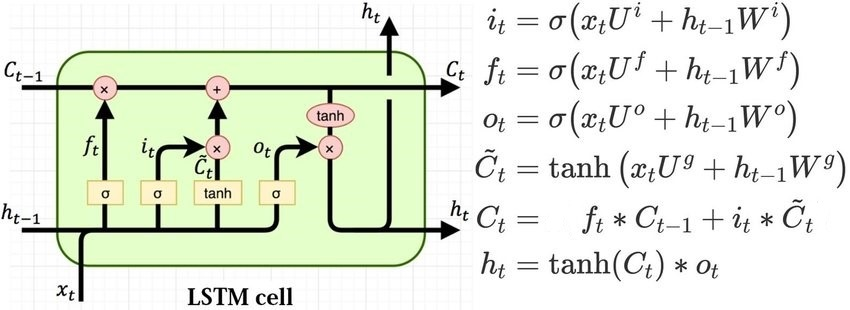 h_t
C_{t-1}
C_t
×
+
tanh
f_t
i_t
C̃_t
×
o_t
×
σ
σ
tanh
σ
h_{t-1}
h_t
x_t
LSTM cell
i_t = σ(x_t U^i + h_{t-1} W^i)
f_t = σ(x_t U^f + h_{t-1} W^f)
o_t = σ(x_t U^o + h_{t-1} W^o)
C̃_t = tanh (x_t U^g + h_{t-1} W^g)
C_t = f_t * C_{t-1} + i_t * C̃_t
h_t = tanh(C_t) * o_t